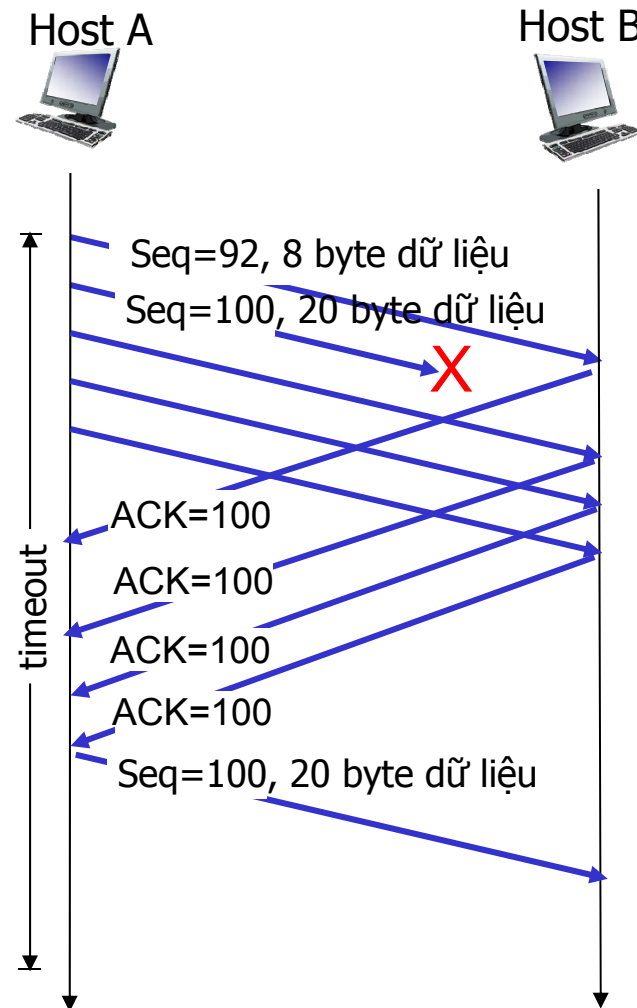 Host A
Host B
Seq=92, 8 byte dữ liệu
Seq=100, 20 byte dữ liệu
X
ACK=100
ACK=100
timeout
ACK=100
ACK=100
Seq=100, 20 byte dữ liệu